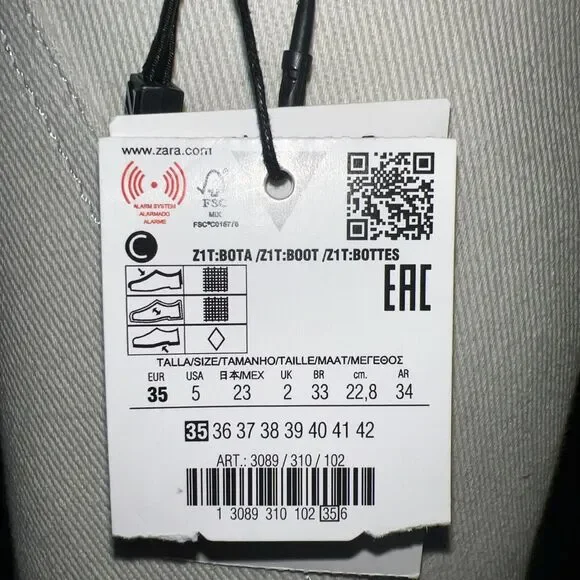 www.zara.com
ALARM SYSTEM
ALARMADO
ALARME
FSC
MIX
C
Z1T:BOTA /Z1T:BOOT /Z1T:BOTTES
EAC
TALLA/SIZE/TAMANHO/TAILLE/MAAT/ΜΕΓΕΘΟΣ
EUR USA 日本/MEX UK BR cm. AR
35 5 23 2 33 22,8 34
35 36 37 38 39 40 41 42
ART.: 3089 / 310 / 102
1 3089 310 102 35 6